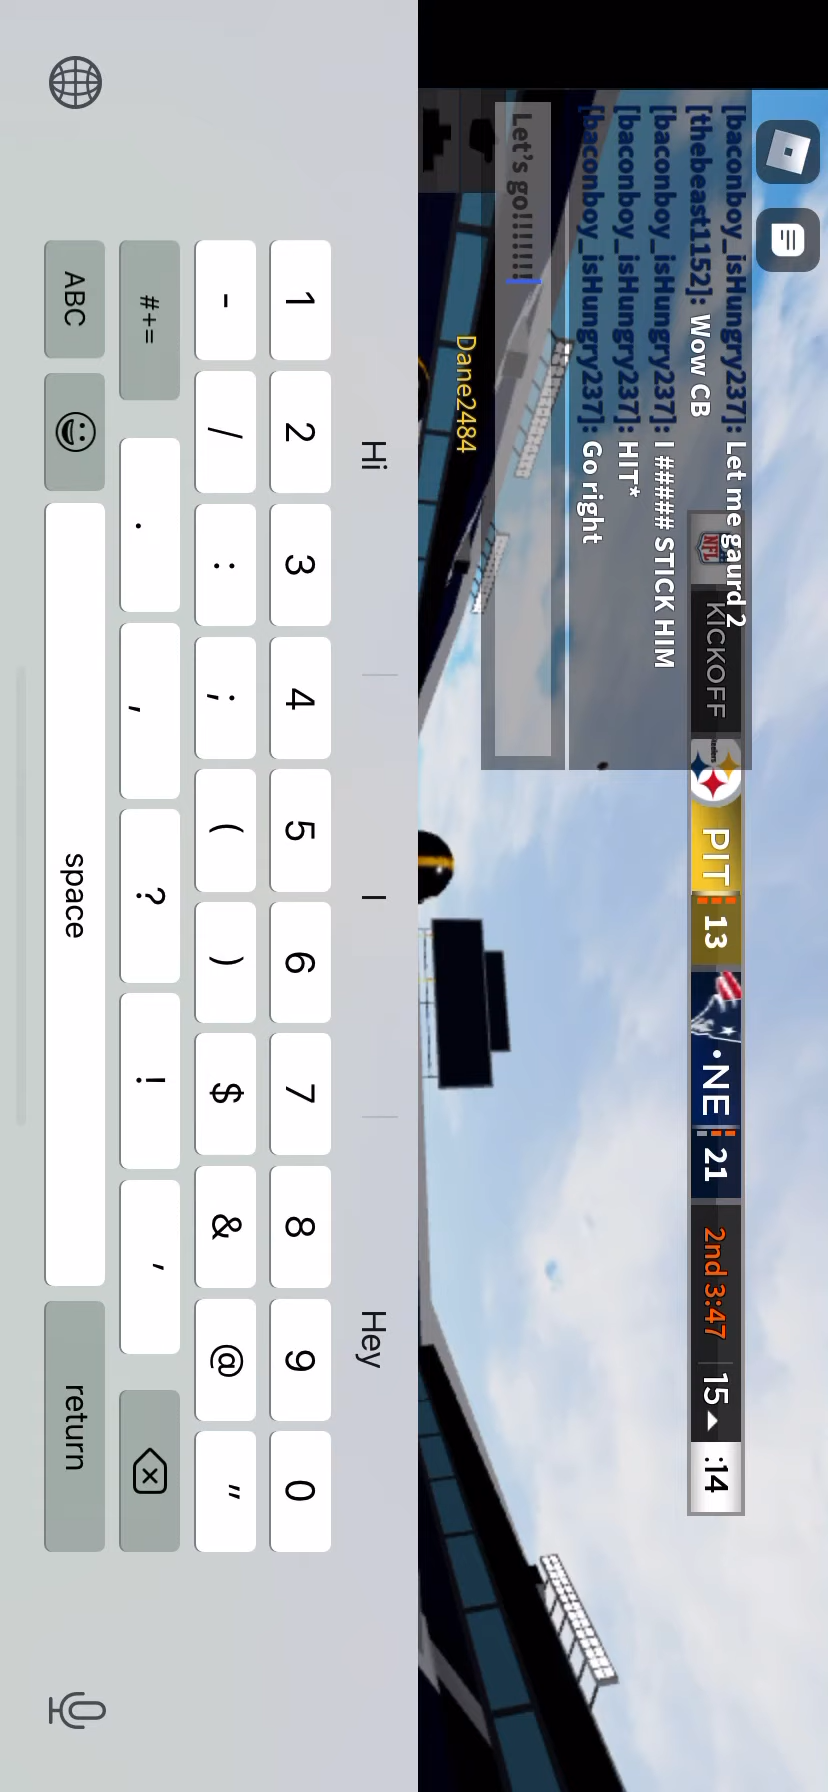 [baconboy_isHungry237]: Let me gaurd 2
[thebeast1152]: Wow CB
[baconboy_isHungry237]: I ##### STICK HIM
[baconboy_isHungry237]: HIT*
[baconboy_isHungry237]: Go right
Let's go!!!!!!!
NFL KICKOFF PIT 13 •NE 21 2nd 3:47 15 :14
Dane2484
Hi I Hey
1 2 3 4 5 6 7 8 9 0
- / : ; ( ) $ & @ "
#+= . , ? ! '
ABC space return